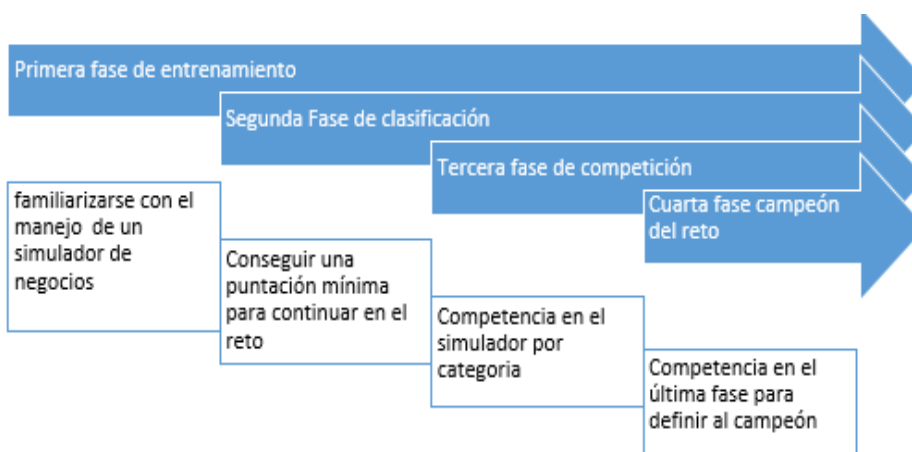 Primera fase de entrenamiento
Segunda Fase de clasificación
Tercera fase de competición
Cuarta fase campeón
del reto
familiarizarse con el
manejo de un
simulador de
negocios
Conseguir una
puntación mínima
para continuar en el
reto
Competencia en el
simulador por
categoria
Competencia en el
última fase para
definir al campeón